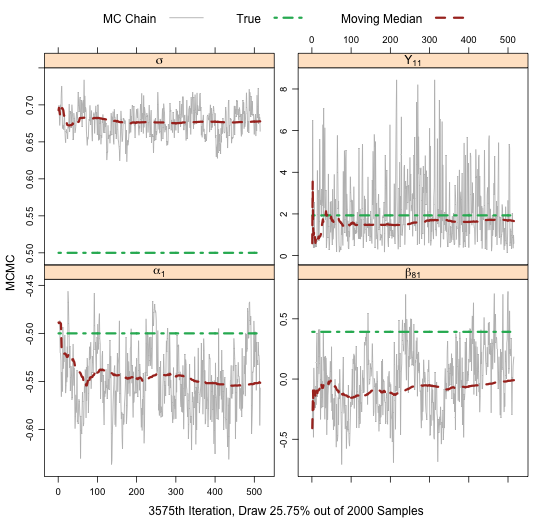 MC Chain True Moving Median
0 100 200 300 400 500
σ Υ₁₁
0.70
0.65
0.60
0.55
0.50
8
6
4
2
0
MCMC
α₁ β₈₁
-0.45
-0.50
-0.55
-0.60
0.5
0.0
-0.5
0 100 200 300 400 500
3575th Iteration, Draw 25.75% out of 2000 Samples